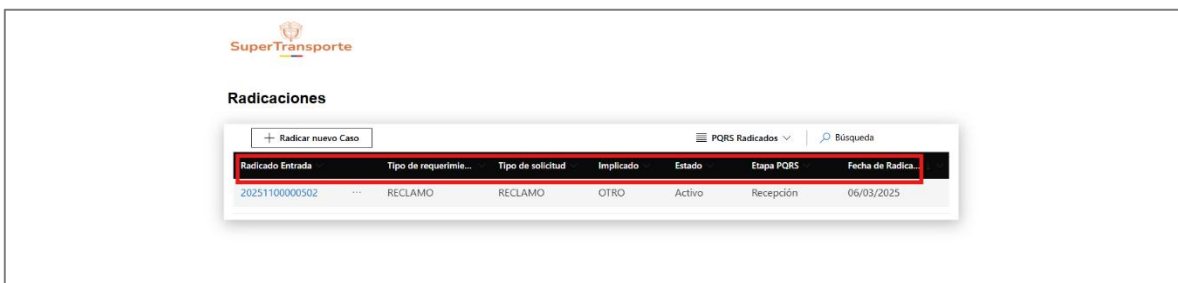 SuperTransporte
Radicaciones
+ Radicar nuevo Caso PQRS Radicados Búsqueda
Radicado Entrada Tipo de requerimie... Tipo de solicitud Implicado Estado Etapa PQRS Fecha de Radica...
20251100000502 ... RECLAMO RECLAMO OTRO Activo Recepción 06/03/2025